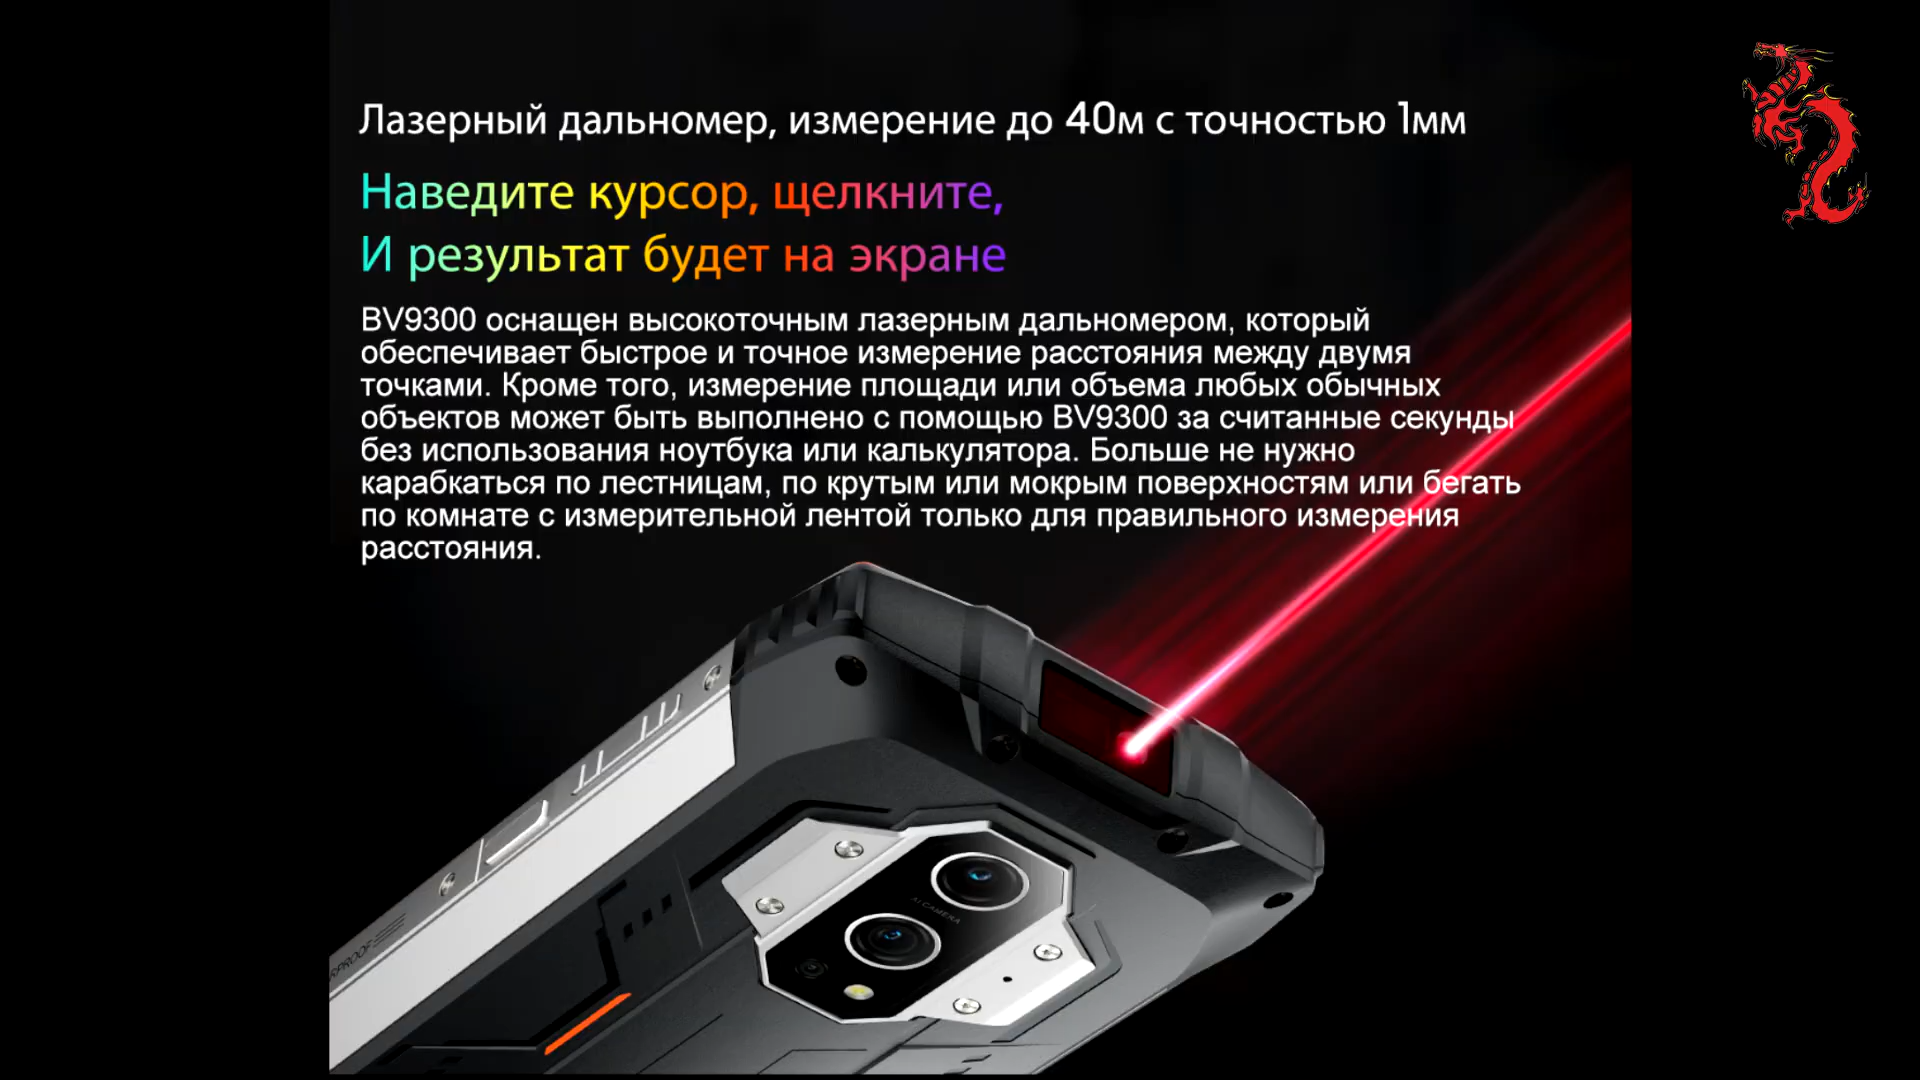 Лазерный дальномер, измерение до 40м с точностью 1мм
Наведите курсор, щелкните,
И результат будет на экране
BV9300 оснащен высокоточным лазерным дальномером, который
обеспечивает быстрое и точное измерение расстояния между двумя
точками. Кроме того, измерение площади или объема любых обычных
объектов может быть выполнено с помощью BV9300 за считанные секунды
без использования ноутбука или калькулятора. Больше не нужно
карабкаться по лестницам, по крутым или мокрым поверхностям или бегать
по комнате с измерительной лентой только для правильного измерения
расстояния.
AI CAMERA
RPROOF